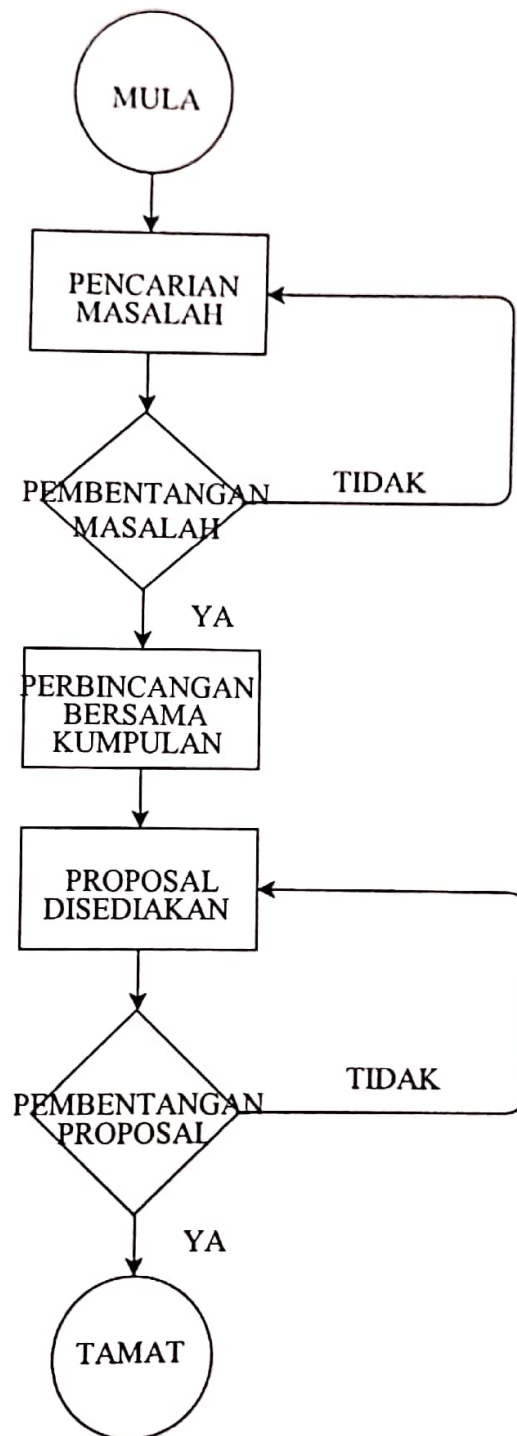 MULA
PENCARIAN
MASALAH
PEMBENTANGAN
MASALAH
TIDAK
YA
PERBINCANGAN
BERSAMA
KUMPULAN
PROPOSAL
DISEDIAKAN
PEMBENTANGAN
PROPOSAL
TIDAK
YA
TAMAT